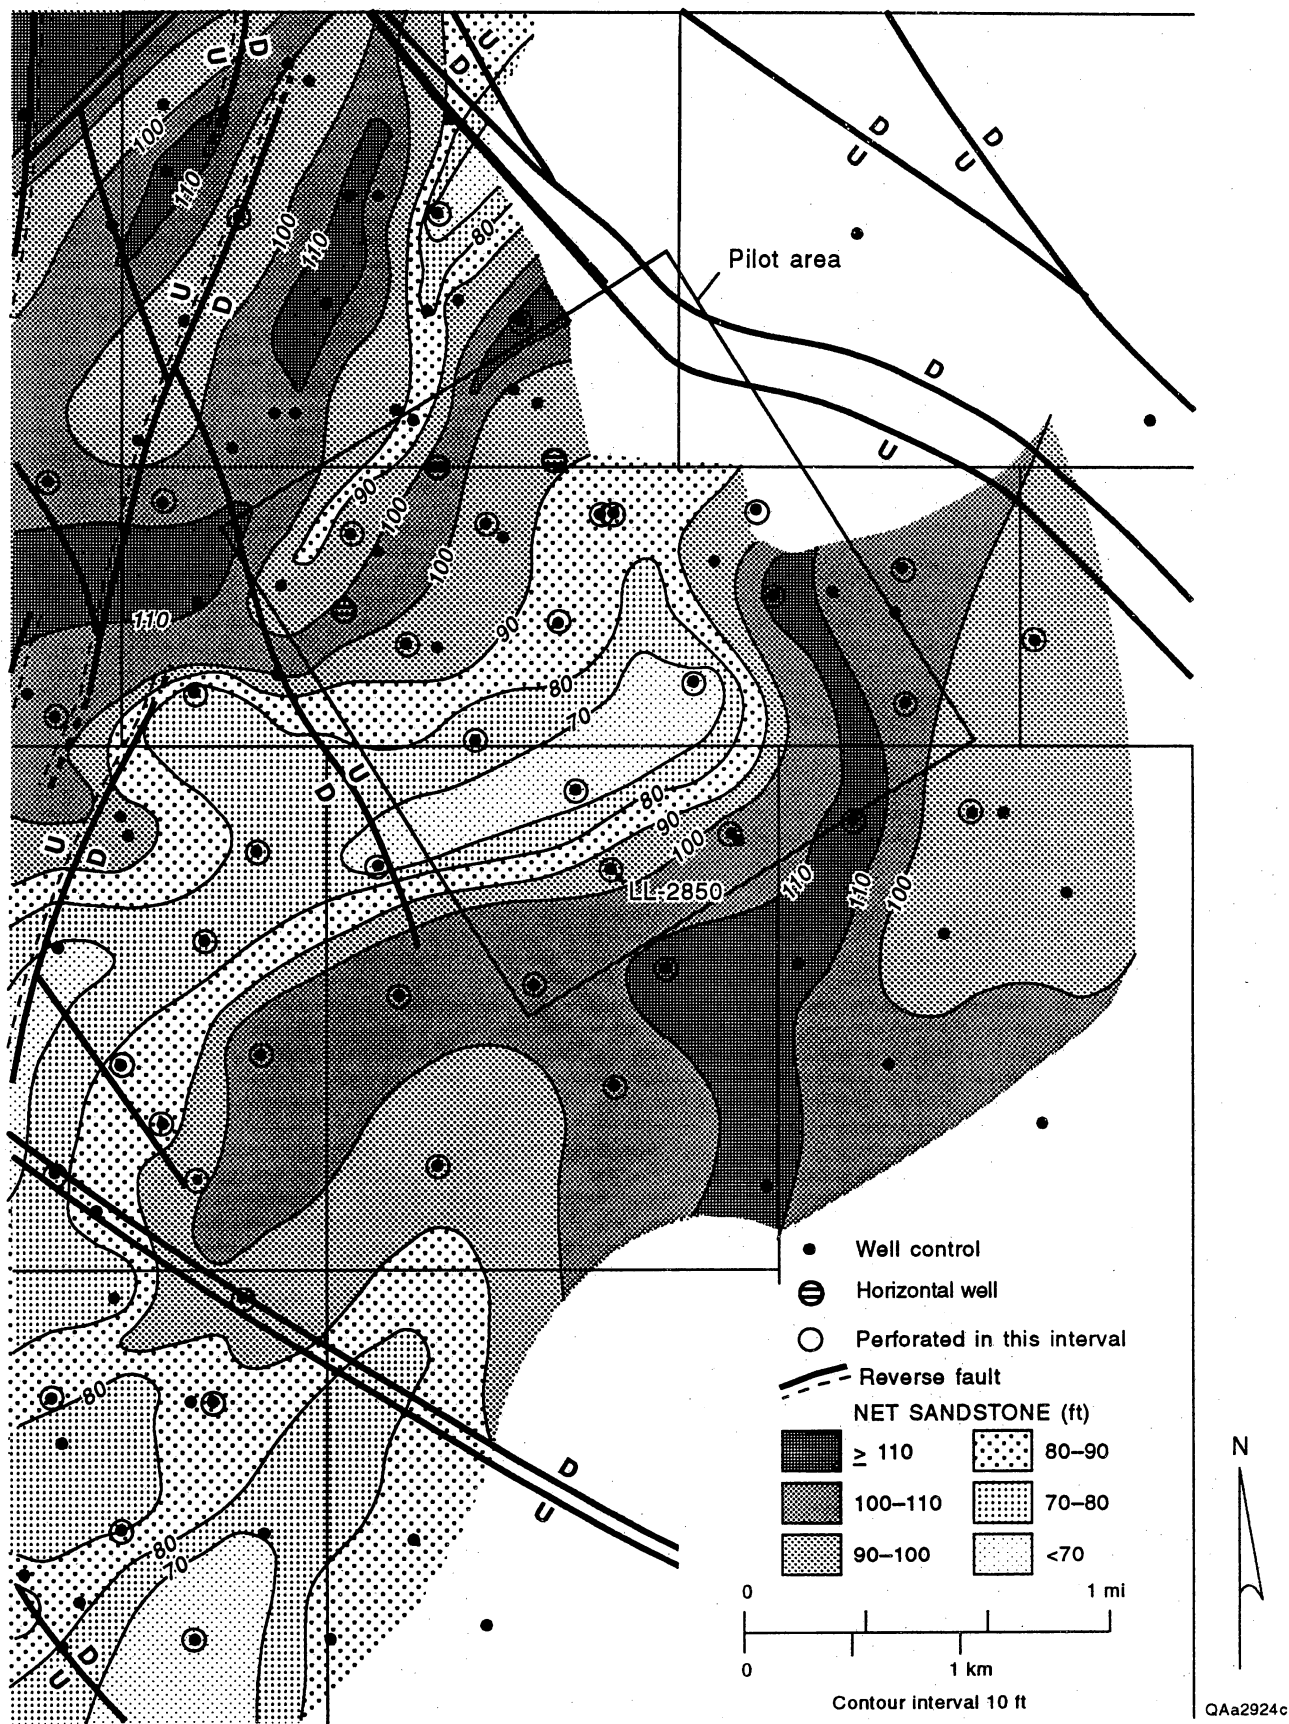 U
D
U
D
100
110
100
110
80
D
U
D
U
Pilot area
U
D
D
U
90
100
100
110
90
80
70
U
D
80
90
100
U
D
LL-2850
110
110
100
Well control
Horizontal well
Perforated in this interval
Reverse fault
NET SANDSTONE (ft)
≥ 110
80–90
100–110
70–80
90–100
<70
0 1 mi
0 1 km
Contour interval 10 ft
N
80
D
U
80
70
D
U
QAa2924c